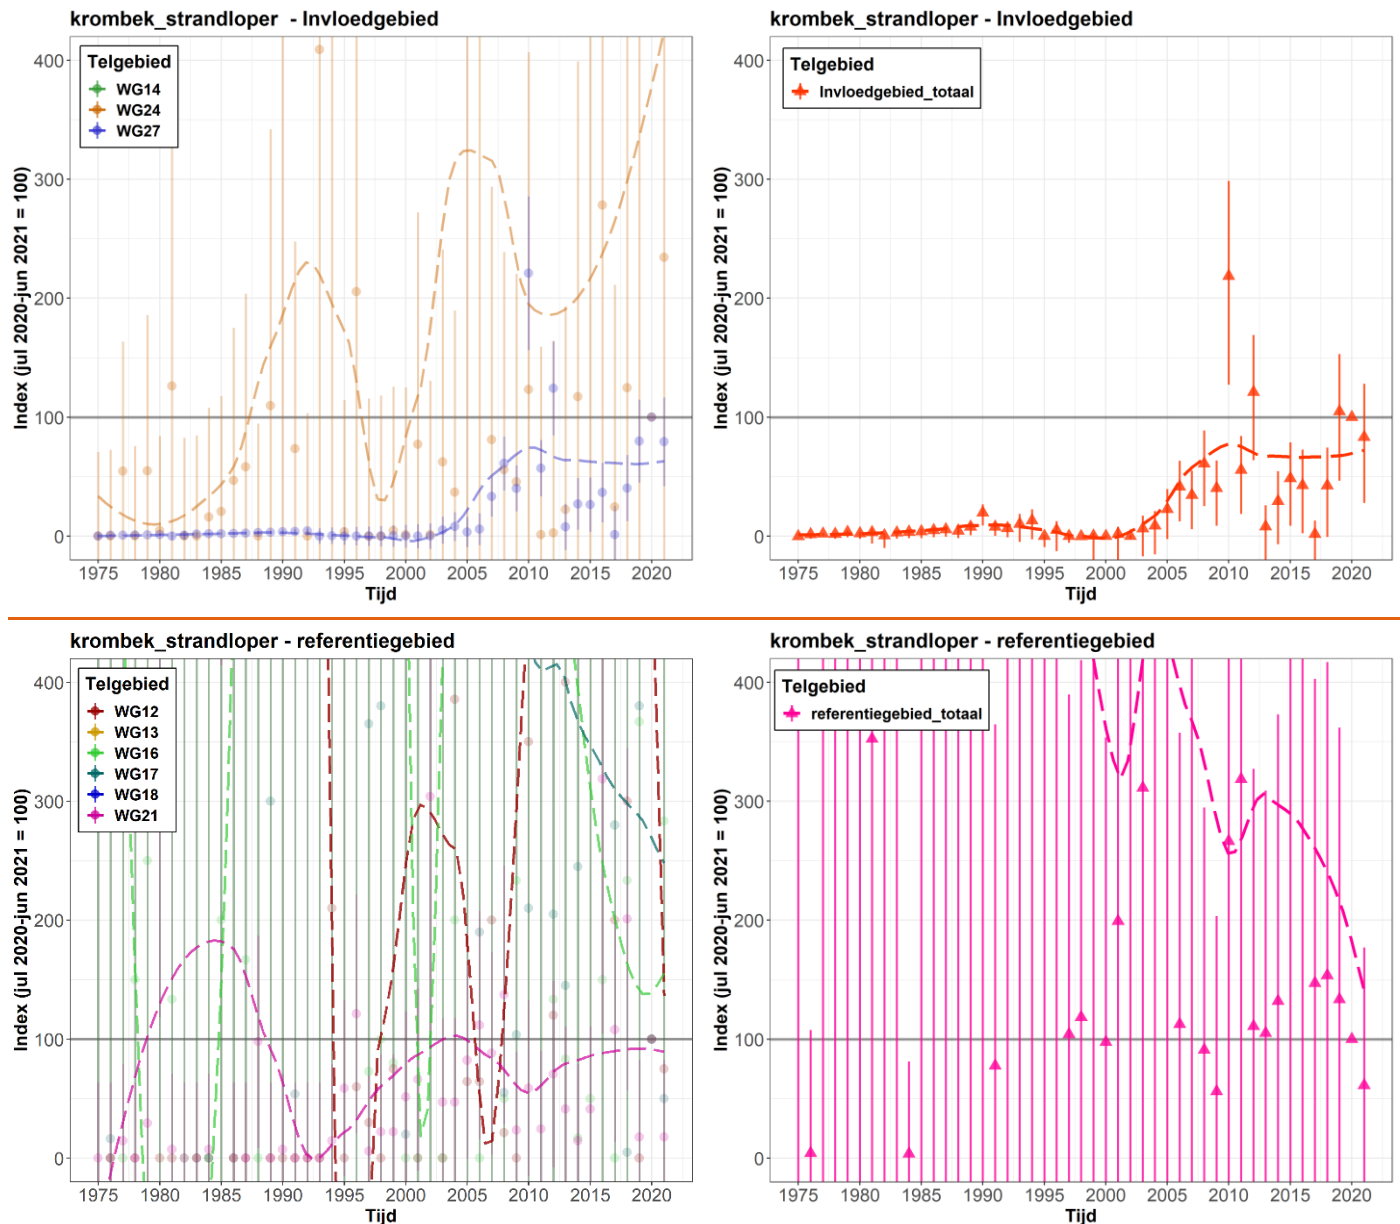 krombek_strandloper - Invloedgebied
Index (jul 2020-jun 2021 = 100)
400
300
200
100
0
Telgebied
WG14
WG24
WG27
1975 1980 1985 1990 1995 2000 2005 2010 2015 2020
Tijd
krombek_strandloper - Invloedgebied
Index (jul 2020-jun 2021 = 100)
400
300
200
100
0
Telgebied
Invloedgebied_totaal
1975 1980 1985 1990 1995 2000 2005 2010 2015 2020
Tijd
krombek_strandloper - referentiegebied
Index (jul 2020-jun 2021 = 100)
400
300
200
100
0
Telgebied
WG12
WG13
WG16
WG17
WG18
WG21
1975 1980 1985 1990 1995 2000 2005 2010 2015 2020
Tijd
krombek_strandloper - referentiegebied
Index (jul 2020-jun 2021 = 100)
400
300
200
100
0
Telgebied
referentiegebied_totaal
1975 1980 1985 1990 1995 2000 2005 2010 2015 2020
Tijd